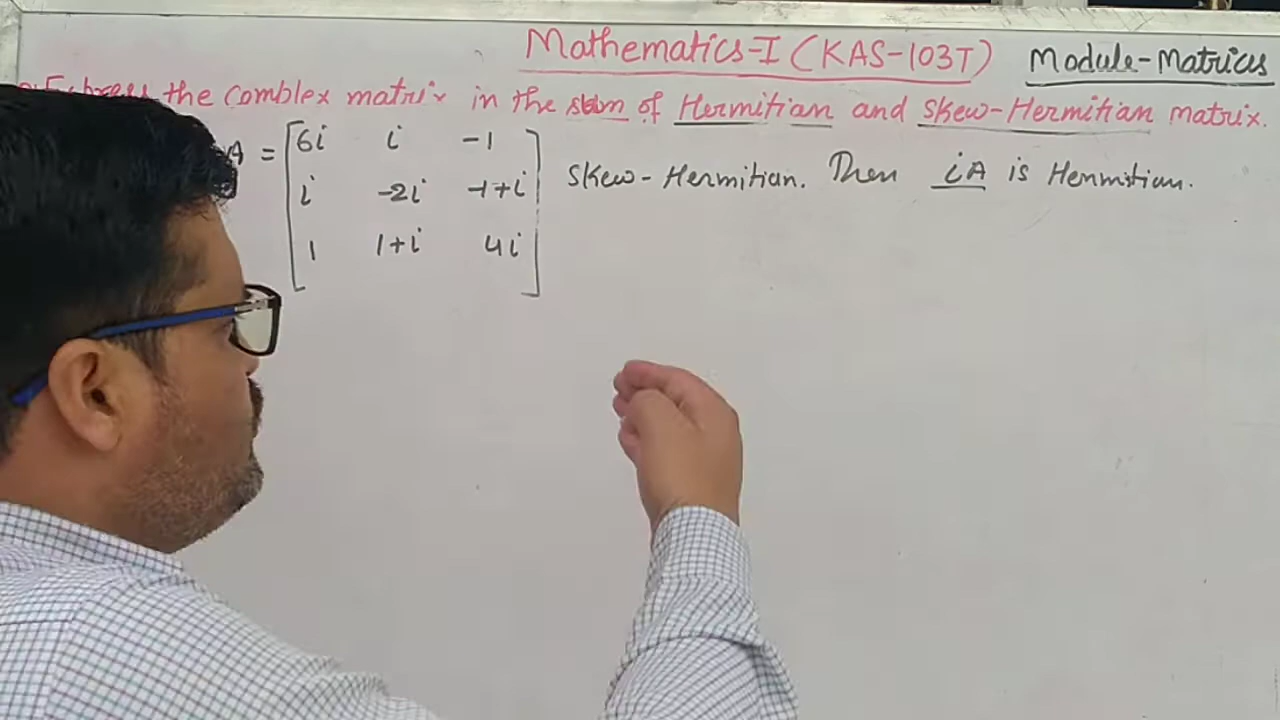 Mathematics-I (KAS-103T) Module-Matrices
the complex matrix in the sum of Hermitian and Skew-Hermitian matrix.
A = [6i i -1
i -2i -1+i
1 1+i 4i]
Skew-Hermitian. Then iA is Hermitian.